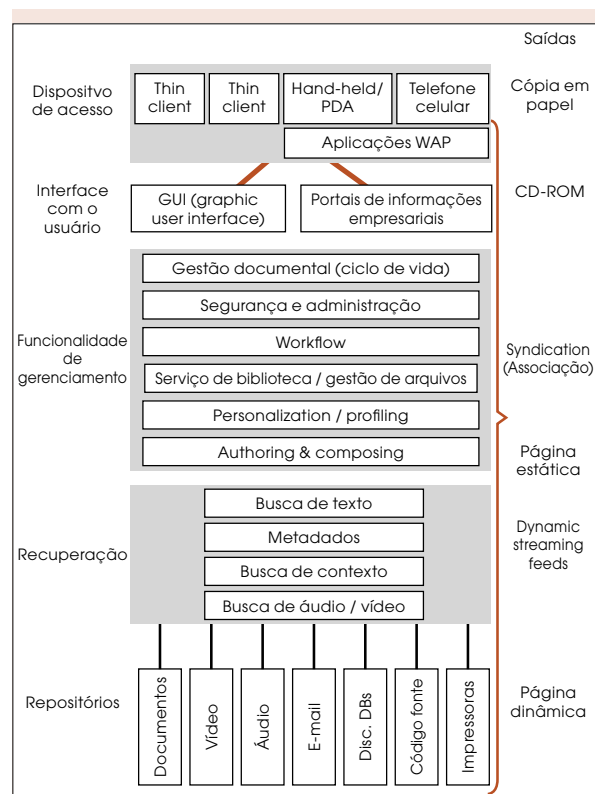 Saídas
Dispositvo
de acesso
Thin
client
Thin
client
Hand-held/
PDA
Telefone
celular
Aplicações WAP
Cópia em
papel
Interface
com o
usuário
GUI (graphic
user interface)
Portais de informações
empresariais
CD-ROM
Funcionalidade
de
gerenciamento
Gestão documental (ciclo de vida)
Segurança e administração
Workflow
Serviço de biblioteca / gestão de arquivos
Personalization / profiling
Authoring & composing
Syndication
(Associação)
Página
estática
Recuperação
Busca de texto
Metadados
Busca de contexto
Busca de áudio / vídeo
Dynamic
streaming
feeds
Repositórios
Documentos
Vídeo
Áudio
E-mail
Disc. DBs
Código fonte
Impressoras
Página
dinâmica